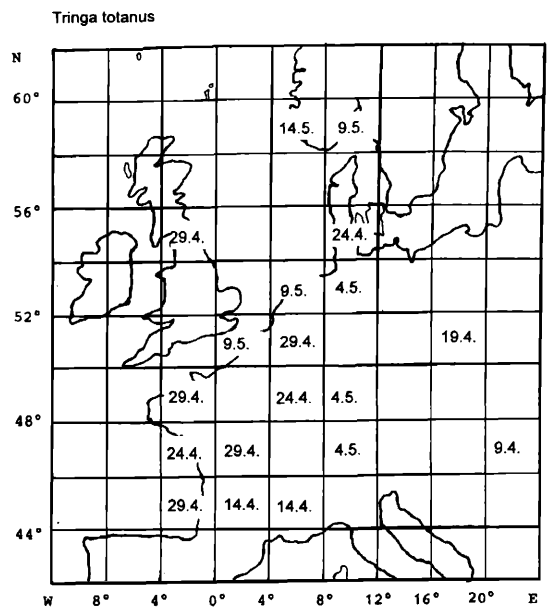 Tringa totanus
N
60°
14.5. 9.5.
56°
29.4. 24.4.
9.5. 4.5.
52°
9.5. 29.4. 19.4.
29.4. 24.4. 4.5.
48°
24.4. 29.4. 4.5. 9.4.
29.4. 14.4. 14.4.
44°
W 8° 4° 0° 4° 8° 12° 16° 20° E